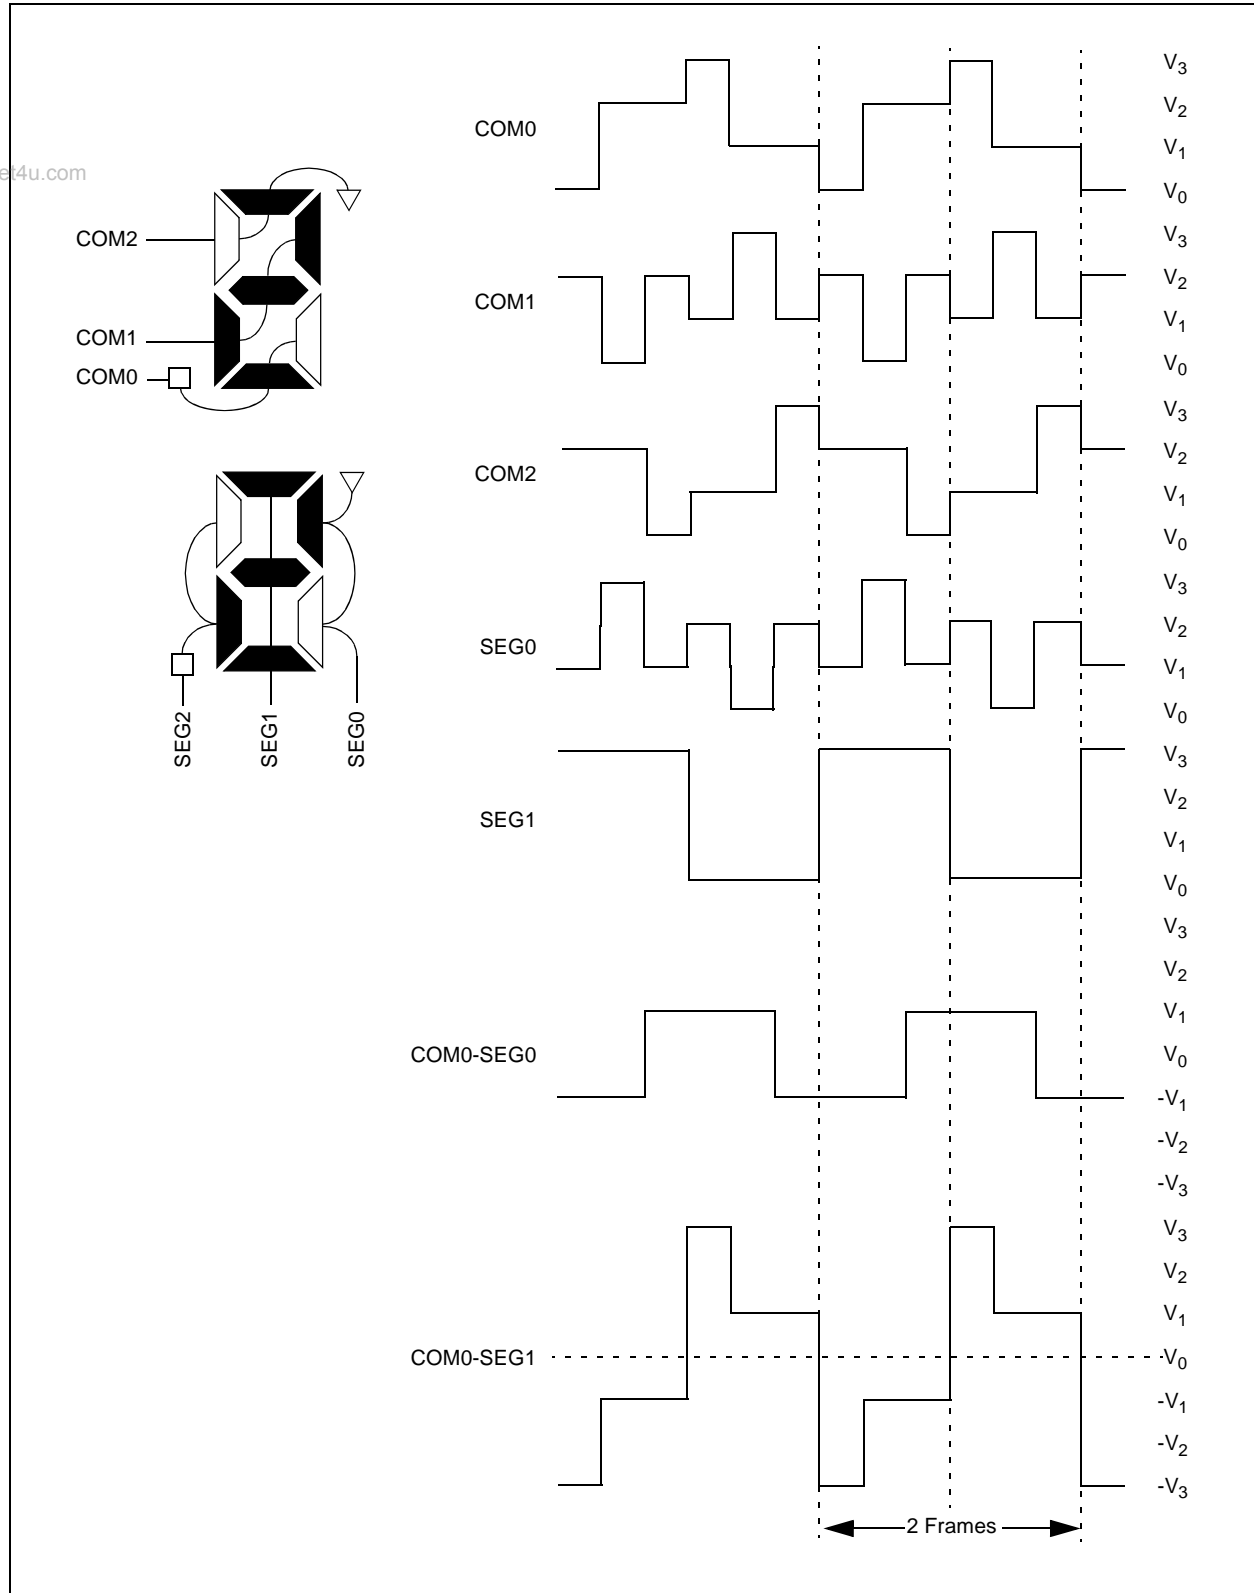 et4u.com
COM2
COM1
COM0
SEG2
SEG1
SEG0
COM0
V3
V2
V1
V0
COM1
V3
V2
V1
V0
COM2
V3
V2
V1
V0
SEG0
V3
V2
V1
V0
SEG1
V3
V2
V1
V0
COM0-SEG0
V3
V2
V1
V0
-V1
-V2
-V3
COM0-SEG1
V3
V2
V1
V0
-V1
-V2
-V3
2 Frames